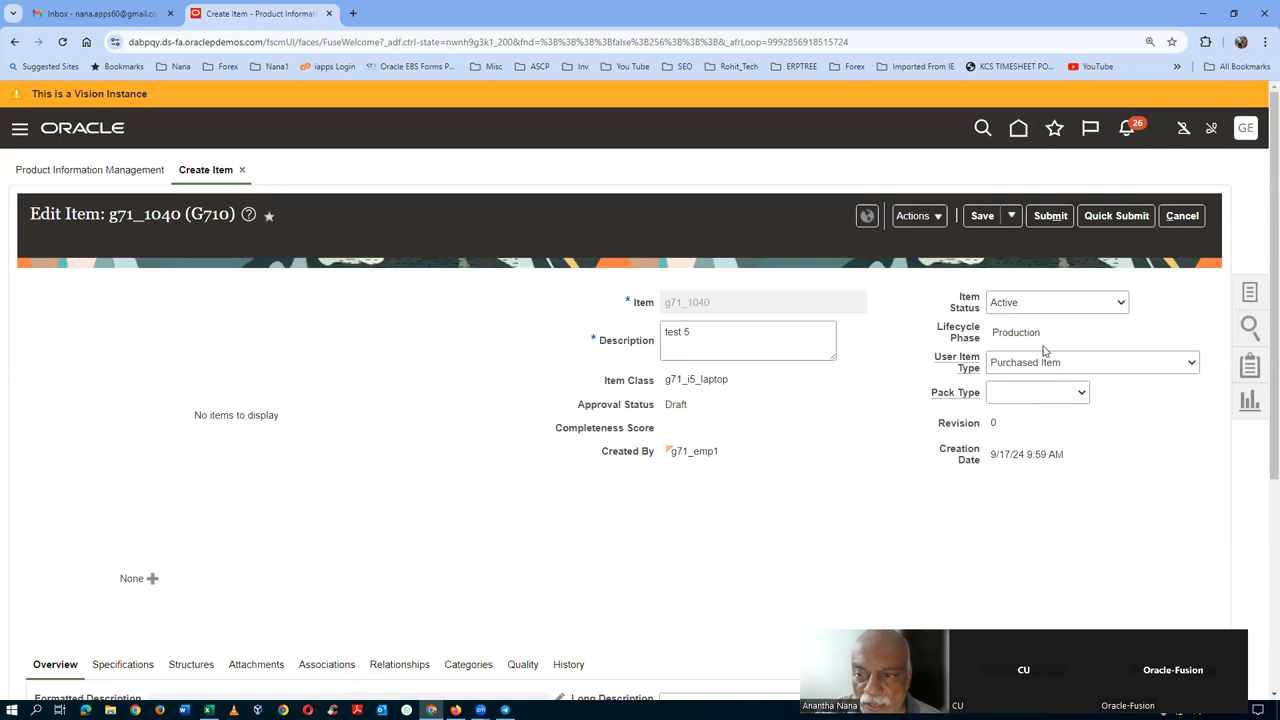 Inbox - nana.apps60@gmail.co
Create Item - Product Informati
dabpqy.ds-fa.oraclepdemos.com/fscmUI/faces/FuseWelcome?_adf.ctrl-state=nwnh9g3k1_200&fnd=%3B%3B%3B%3Bfalse%3B256%3B%3B%3B&_afrLoop=9992856918515724
Suggested Sites
Bookmarks
Nana
Forex
Nana1
iapps Login
Oracle EBS Forms P...
Misc
ASCP
Inv
You Tube
SEO
Rohit_Tech
ERPTREE
Forex
Imported From IE
KCS TIMESHEET PO...
YouTube
»
All Bookmarks
This is a Vision Instance
ORACLE
26
GE
Product Information Management
Create Item
Edit Item: g71_1040 (G710)
Actions
Save
Submit
Quick Submit
Cancel
* Item g71_1040
* Description test 5
Item Class g71_i5_laptop
Approval Status Draft
Completeness Score
Created By g71_emp1
Item Status Active
Lifecycle Phase Production
User Item Type Purchased Item
Pack Type
Revision 0
Creation Date 9/17/24 9:59 AM
No items to display
None
Overview
Specifications
Structures
Attachments
Associations
Relationships
Categories
Quality
History
Formatted Description
Long Description
Anantha Nana
CU
CU
Oracle-Fusion
Oracle-Fusion